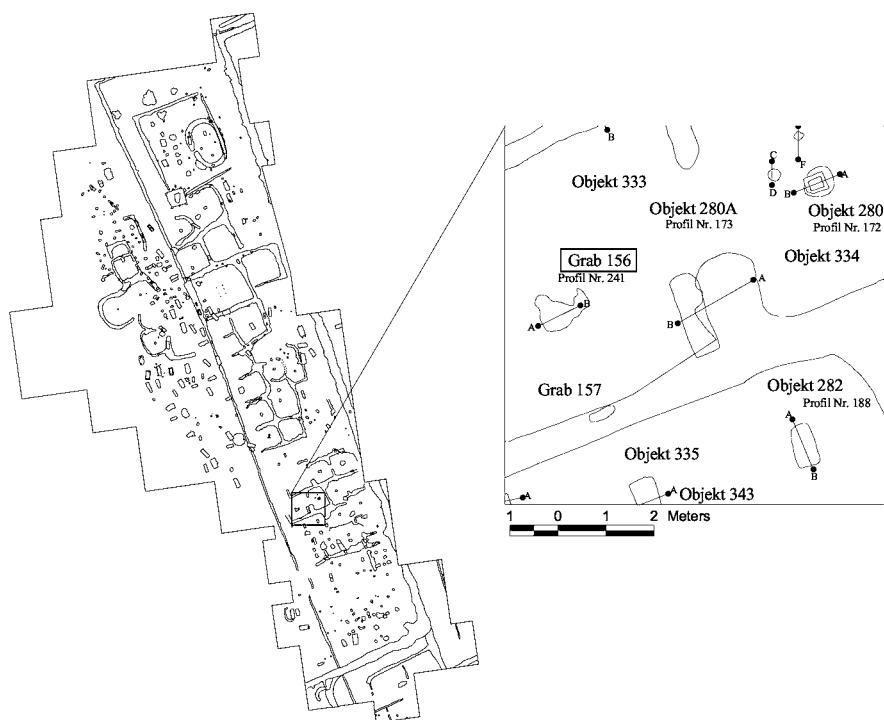 B
C
F
D
A
B
Objekt 333
Objekt 280A
Profil Nr. 173
Objekt 280
Profil Nr. 172
Grab 156
Profil Nr. 241
Objekt 334
A
B
A
B
Grab 157
Objekt 282
Profil Nr. 188
A
B
Objekt 335
A
A
Objekt 343
1 0 1 2 Meters